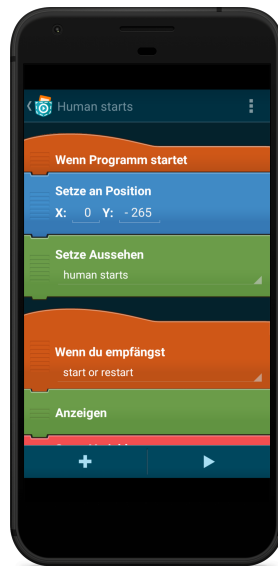 Human starts
Wenn Programm startet
Setze an Position
X: 0 Y: - 265
Setze Aussehen
human starts
Wenn du empfängst
start or restart
Anzeigen